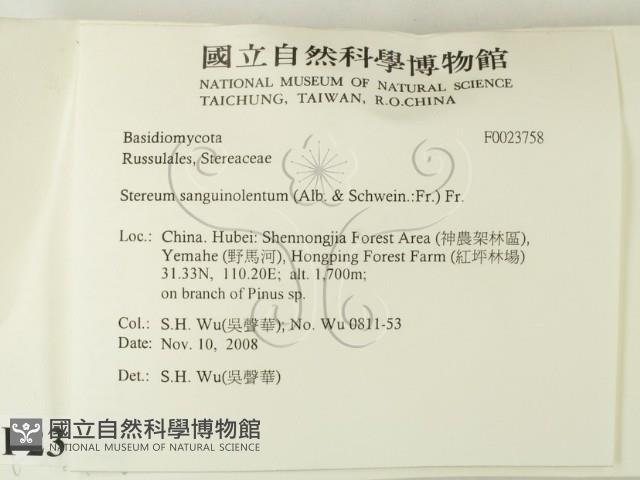 國立自然科學博物館
NATIONAL MUSEUM OF NATURAL SCIENCE
TAICHUNG, TAIWAN, R.O.CHINA
Basidiomycota F0023758
Russulales, Stereaceae
Stereum sanguinolentum (Alb. & Schwein.:Fr.) Fr.
Loc.: China. Hubei: Shennongjia Forest Area (神農架林區),
Yemahe (野馬河), Hongping Forest Farm (紅坪林場)
31.33N, 110.20E; alt. 1,700m;
on branch of Pinus sp.
Col.: S.H. Wu(吳聲華); No. Wu 0811-53
Date: Nov. 10, 2008
Det.: S.H. Wu(吳聲華)
國立自然科學博物館
NATIONAL MUSEUM OF NATURAL SCIENCE